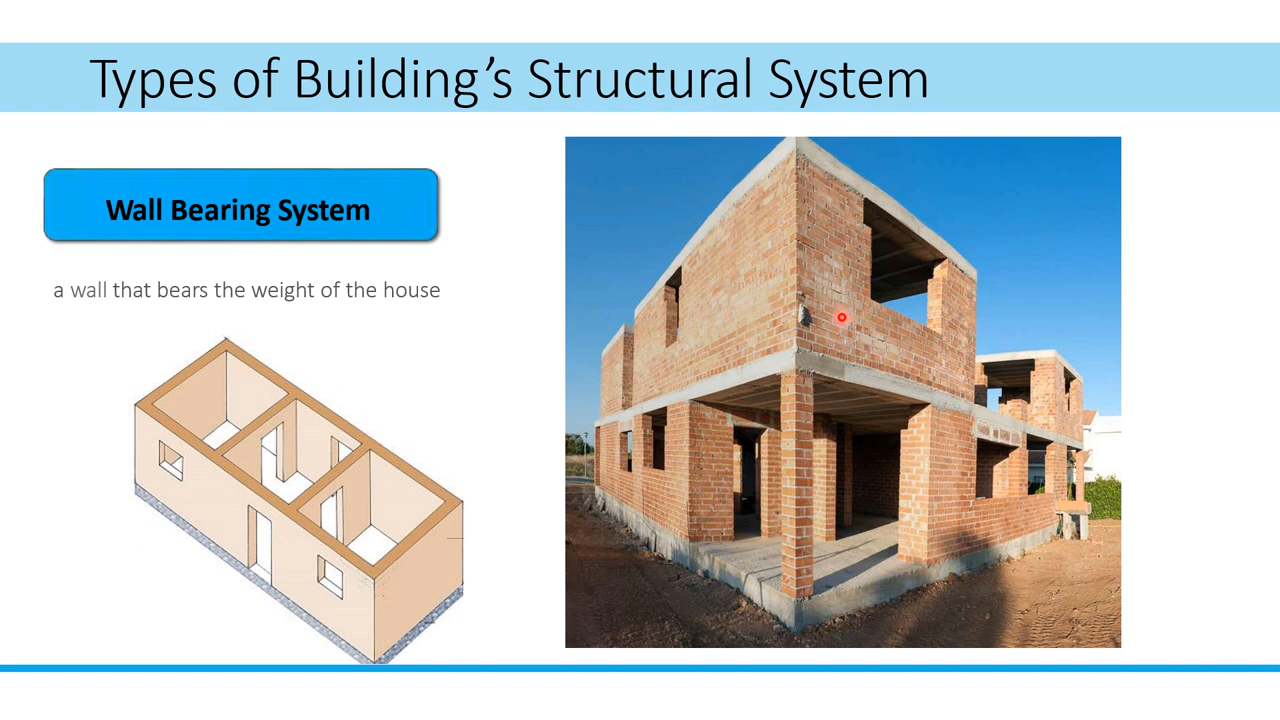 Types of Building’s Structural System
Wall Bearing System
a wall that bears the weight of the house